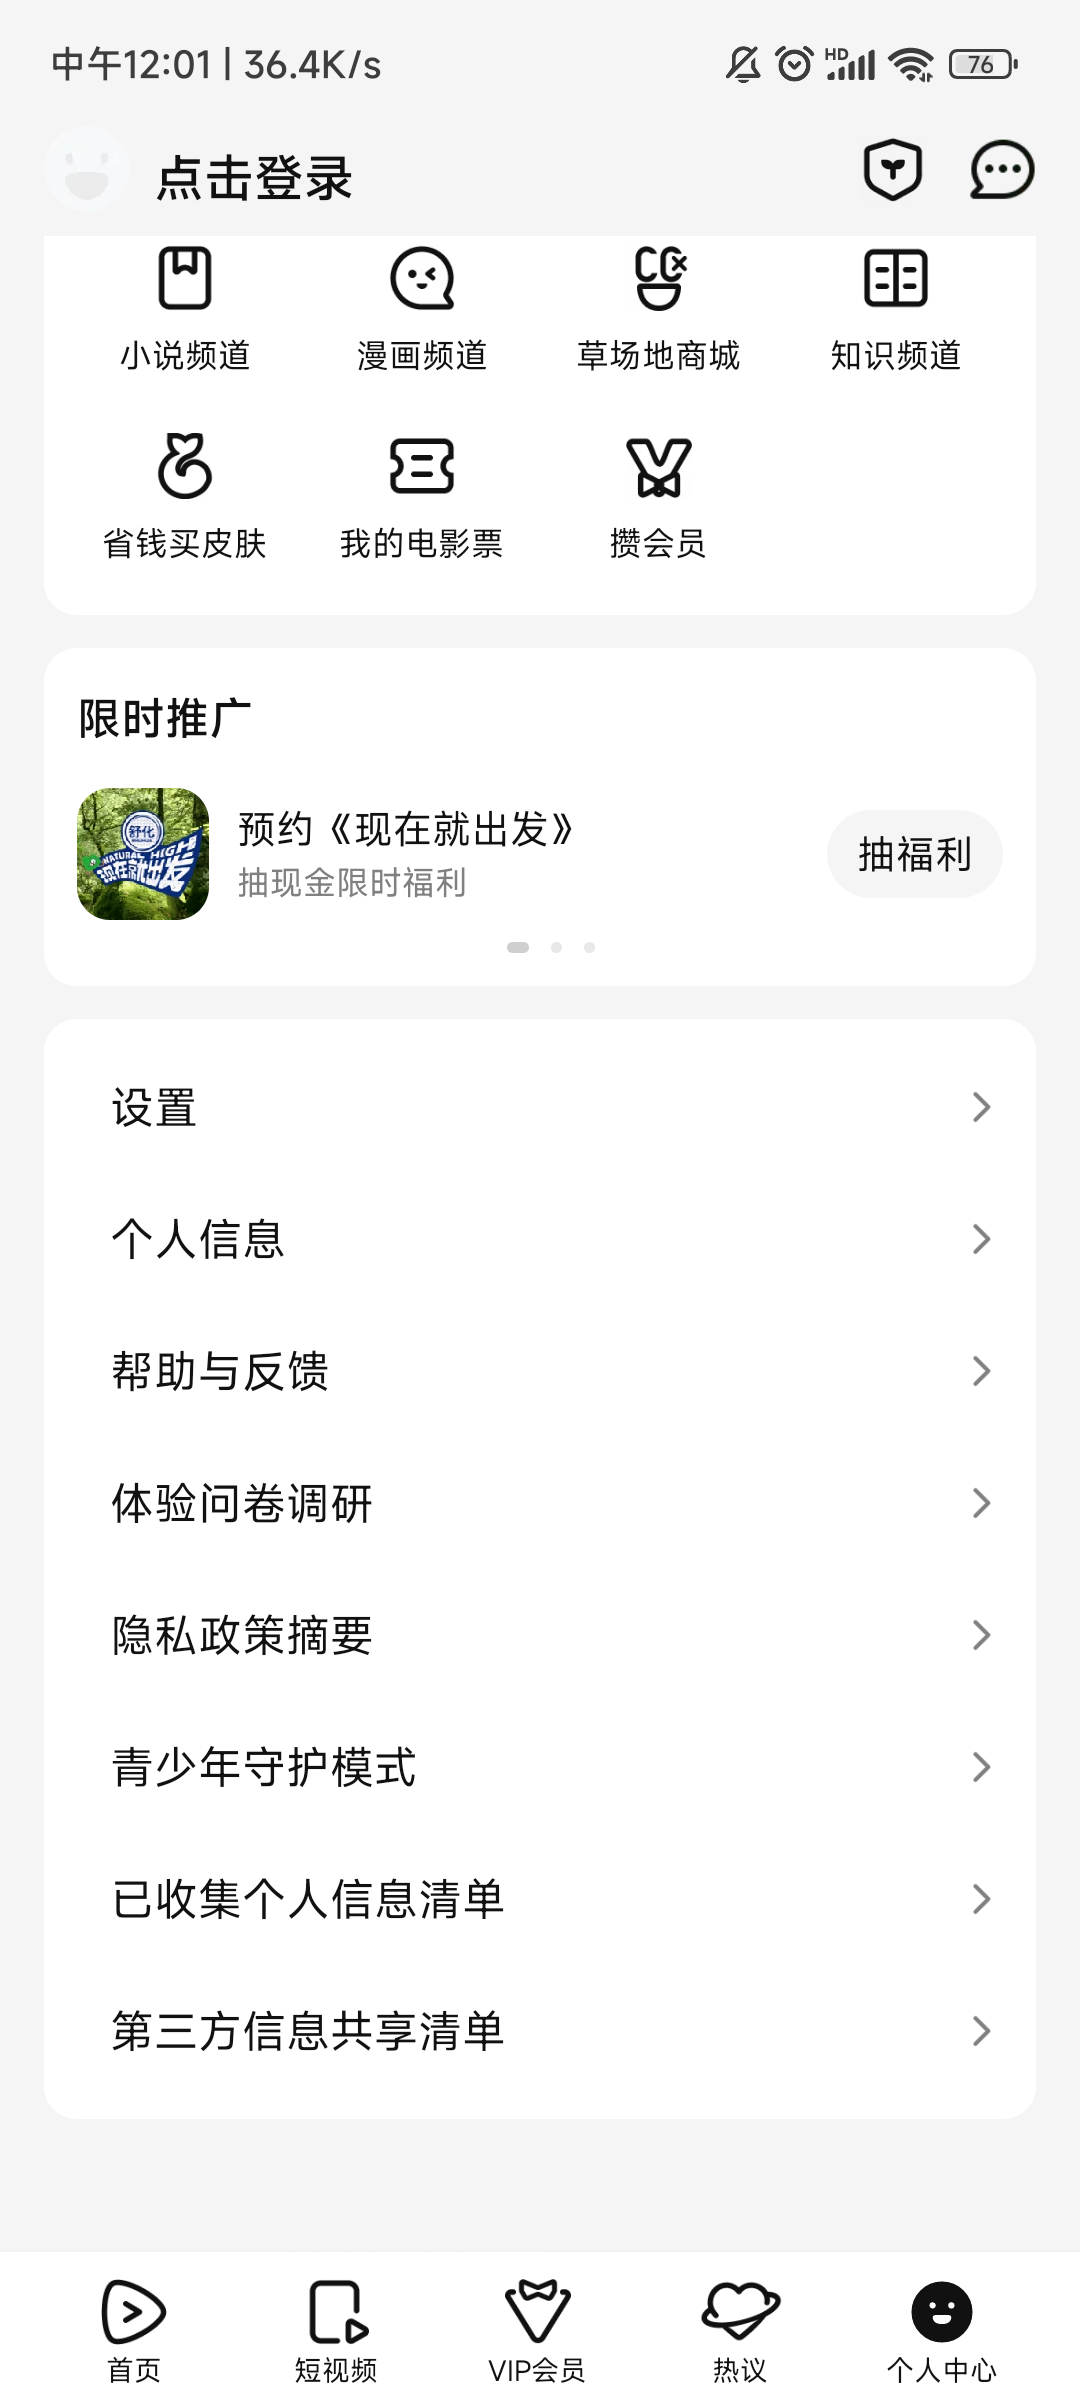 中午12:01 | 36.4K/s
HD
76
点击登录
小说频道 漫画频道 草场地商城 知识频道
省钱买皮肤 我的电影票 攒会员
限时推广
舒化
NATURAL HIGH
现在就出发
预约《现在就出发》
抽现金限时福利
抽福利
设置
个人信息
帮助与反馈
体验问卷调研
隐私政策摘要
青少年守护模式
已收集个人信息清单
第三方信息共享清单
首页 短视频 VIP会员 热议 个人中心